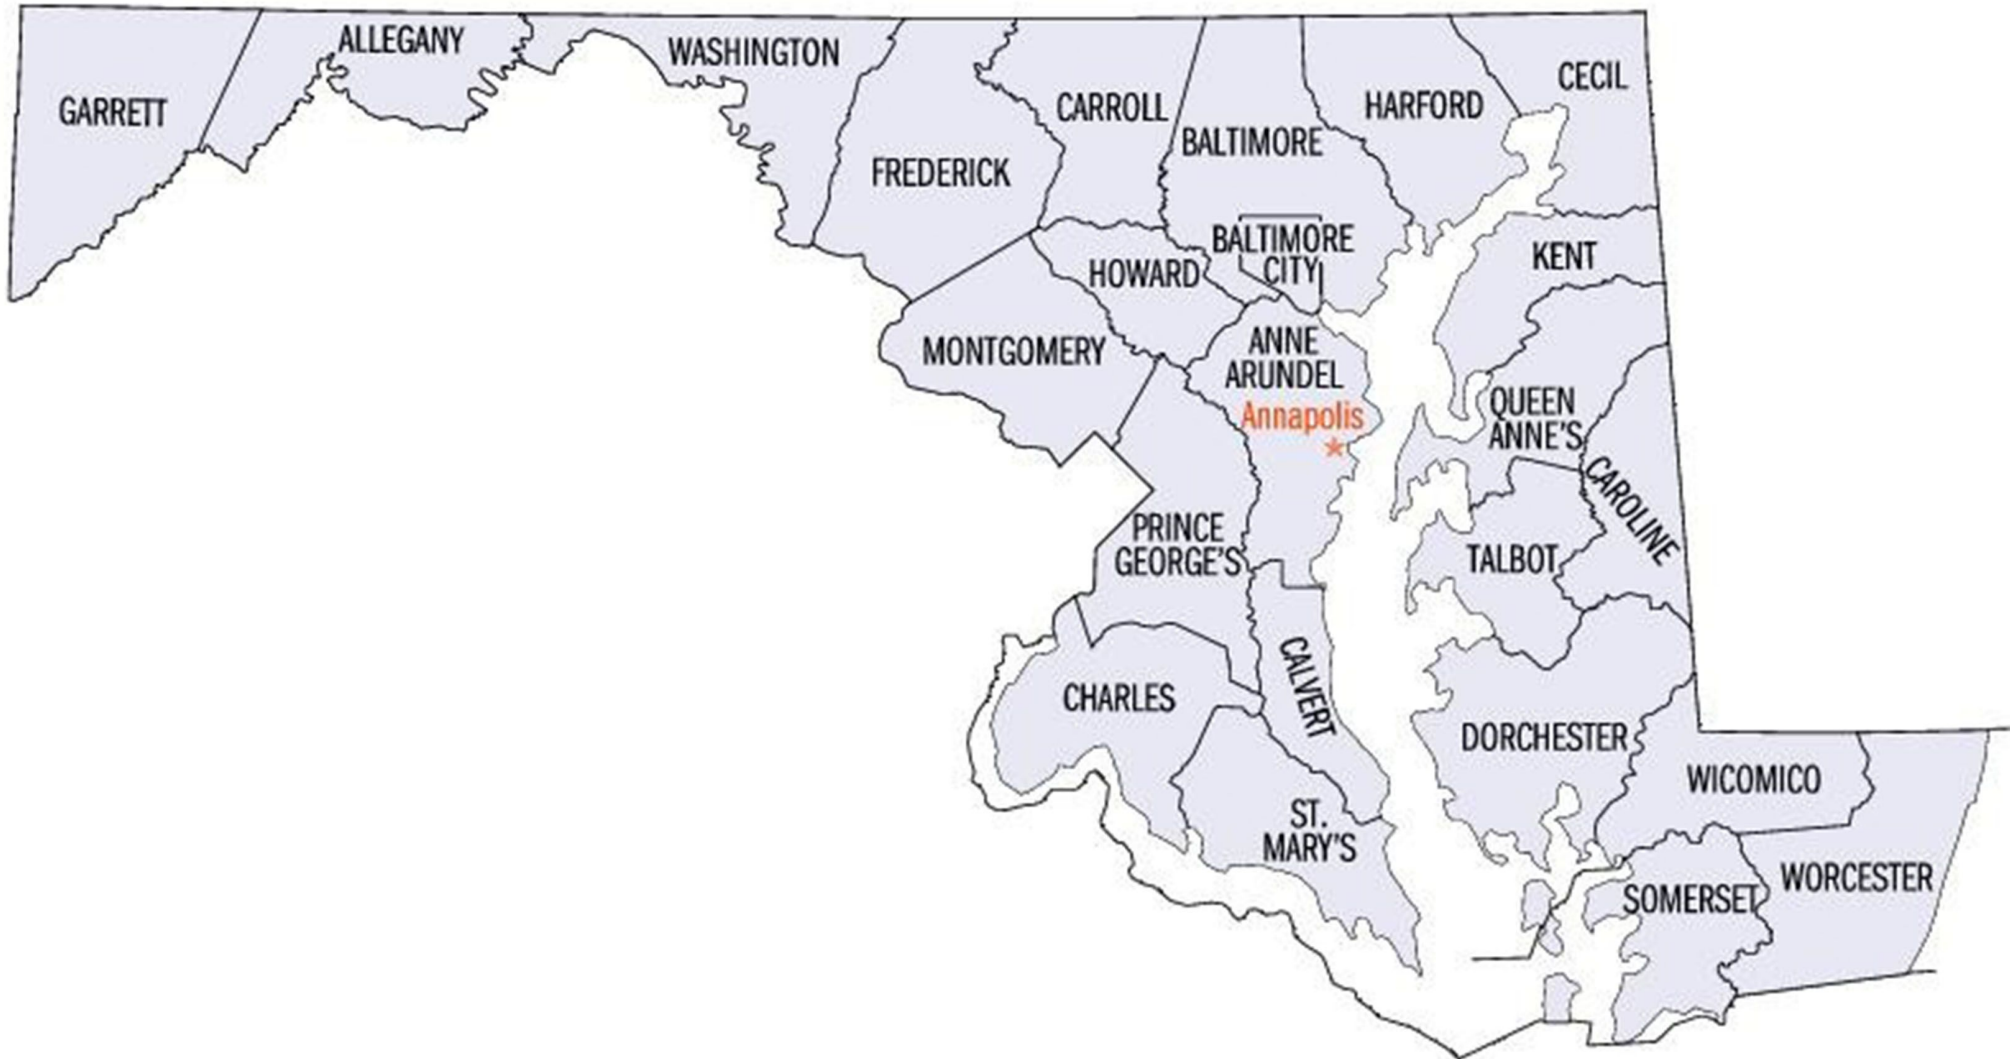 GARRETT
ALLEGANY
WASHINGTON
FREDERICK
CARROLL
BALTIMORE
HARFORD
CECIL
BALTIMORE
CITY
HOWARD
KENT
MONTGOMERY
ANNE
ARUNDEL
Annapolis
QUEEN
ANNE'S
CAROLINE
PRINCE
GEORGE'S
TALBOT
CALVERT
CHARLES
DORCHESTER
WICOMICO
ST.
MARY'S
SOMERSET
WORCESTER